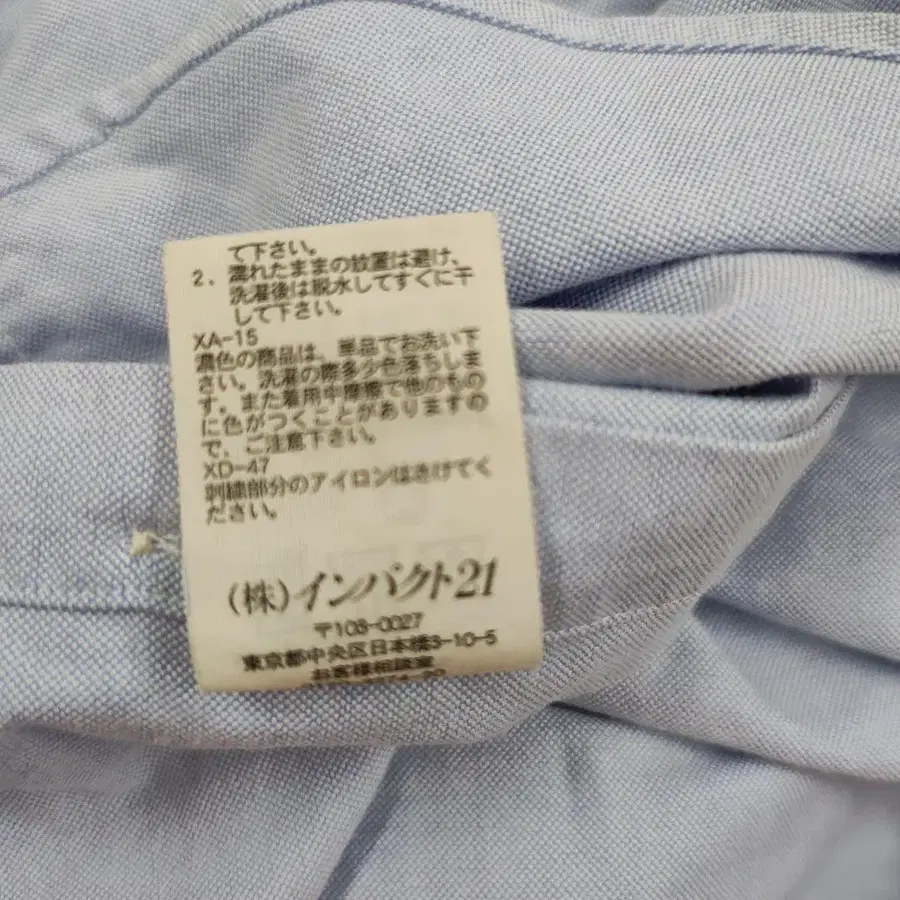 て下さい。
2. 濡れたままの放置は避け、
洗濯後は脱水してすぐに干
して下さい。
XA-15
濃色の商品は、単品でお洗い下
さい。洗濯の際多少色落ちしま
す。また着用中摩擦で他のもの
に色がつくことがありますの
で、ご注意下さい。
XD-47
刺繍部分のアイロンはさけてく
ださい。
(株)インパクト21
〒103-0027
東京都中央区日本橋3-10-5
お客様相談室